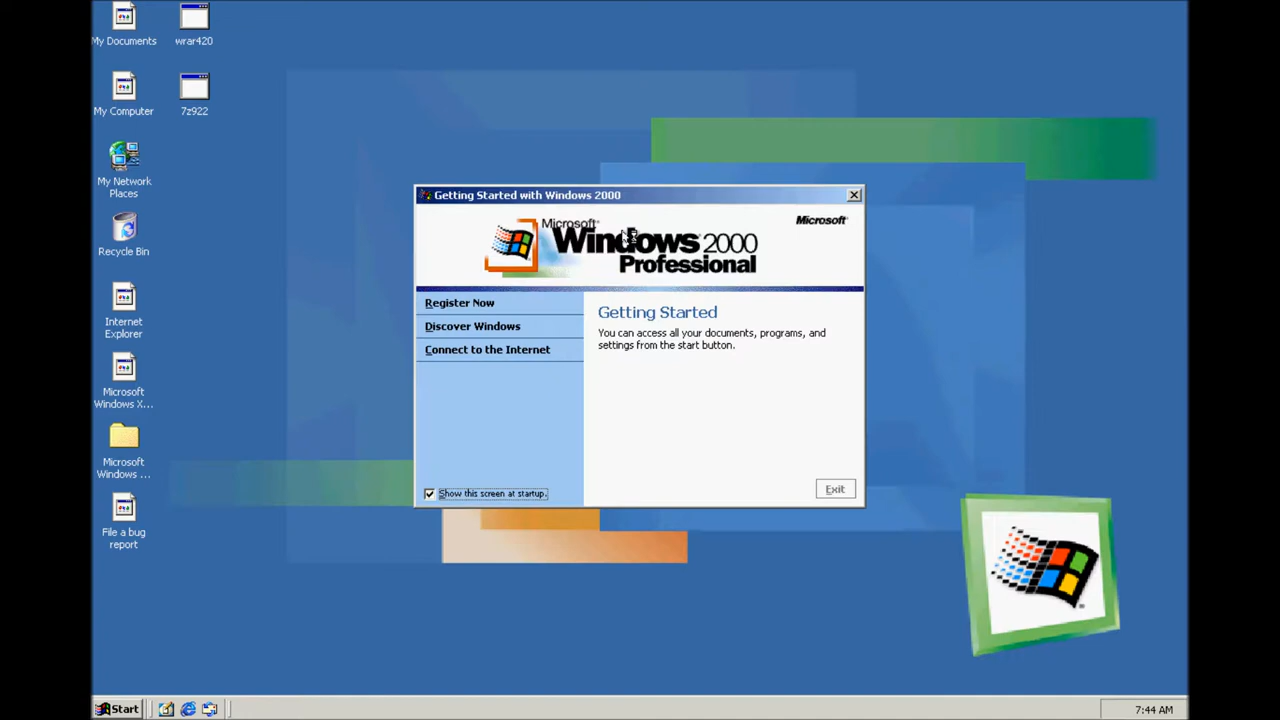 My Documents
wrar420
My Computer
7z922
My Network
Places
Recycle Bin
Internet
Explorer
Microsoft
Windows X...
Microsoft
Windows ...
File a bug
report
Getting Started with Windows 2000
Microsoft
Windows 2000
Professional
Microsoft
Register Now
Discover Windows
Connect to the Internet
Getting Started
You can access all your documents, programs, and
settings from the start button.
Show this screen at startup.
Exit
Start
7:44 AM